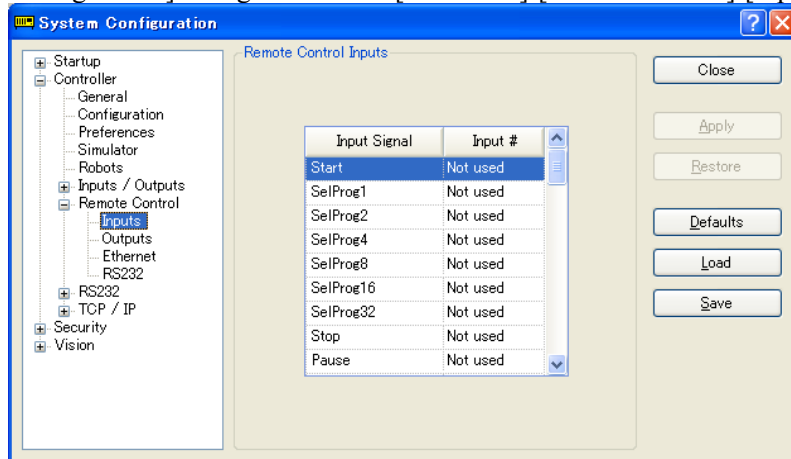 System Configuration
Startup
Controller
General
Configuration
Preferences
Simulator
Robots
Inputs / Outputs
Remote Control
Inputs
Outputs
Ethernet
RS232
RS232
TCP / IP
Security
Vision
Remote Control Inputs
Input Signal Input #
Start Not used
SelProg1 Not used
SelProg2 Not used
SelProg4 Not used
SelProg8 Not used
SelProg16 Not used
SelProg32 Not used
Stop Not used
Pause Not used
Close
Apply
Restore
Defaults
Load
Save